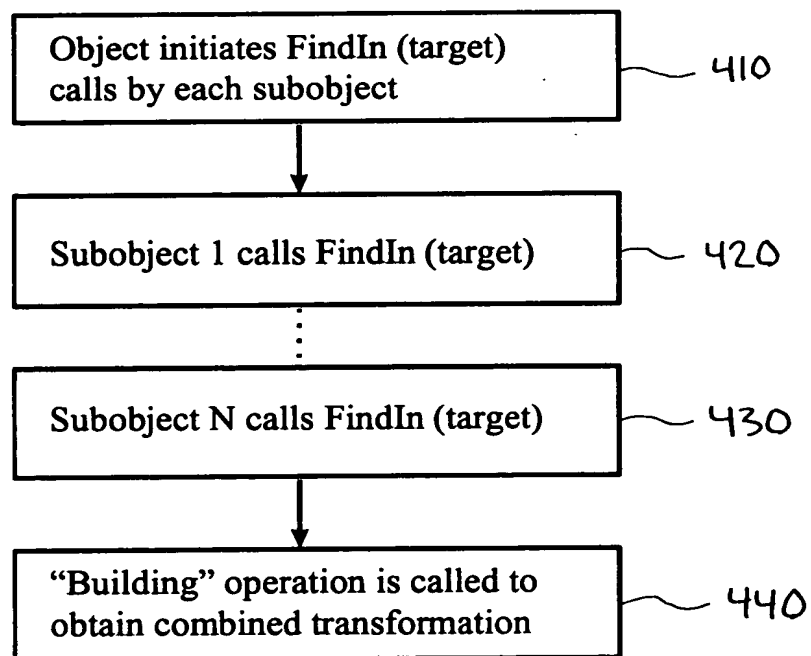 Object initiates FindIn (target)
calls by each subobject
410
Subobject 1 calls FindIn (target)
420
Subobject N calls FindIn (target)
430
“Building” operation is called to
obtain combined transformation
440